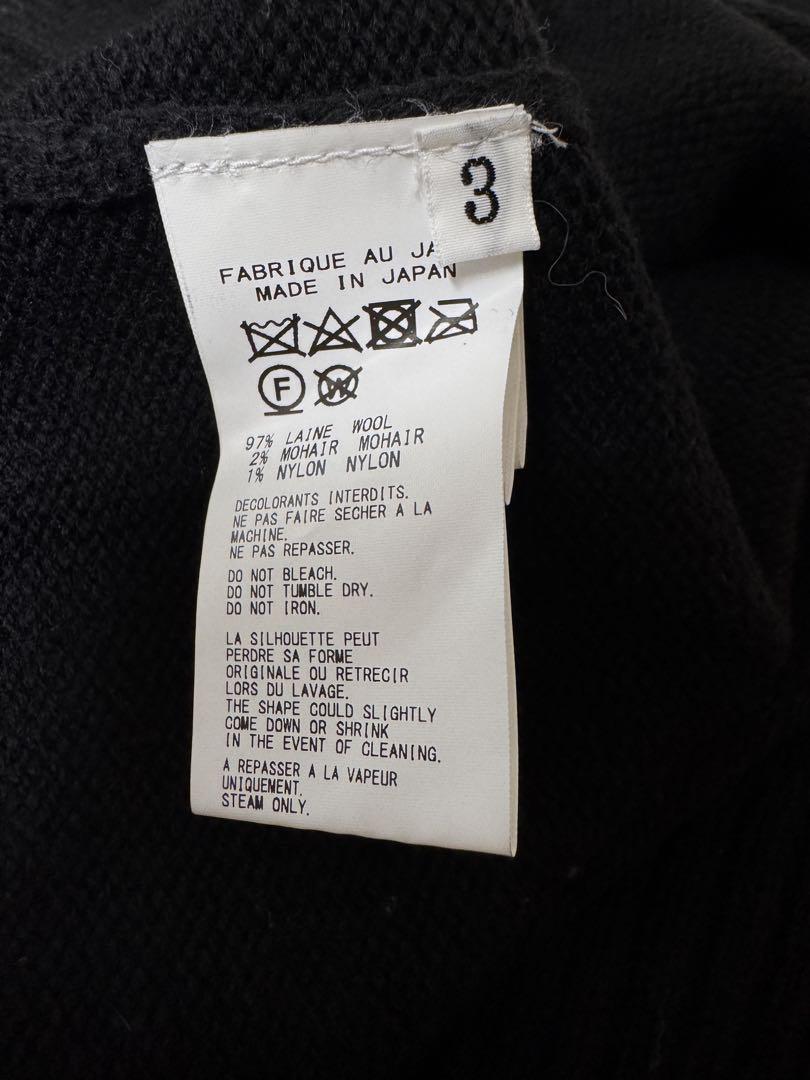 3
FABRIQUE AU
MADE IN JAPAN
F W
97% LAINE WOOL
2% MOHAIR MOHAIR
1% NYLON NYLON
DECOLORANTS INTERDITS.
NE PAS FAIRE SECHER A LA
MACHINE.
NE PAS REPASSER.
DO NOT BLEACH.
DO NOT TUMBLE DRY.
DO NOT IRON.
LA SILHOUETTE PEUT
PERDRE SA FORME
ORIGINALE OU RETRECIR
LORS DU LAVAGE.
THE SHAPE COULD SLIGHTLY
COME DOWN OR SHRINK
IN THE EVENT OF CLEANING.
A REPASSER A LA VAPEUR
UNIQUEMENT.
STEAM ONLY.